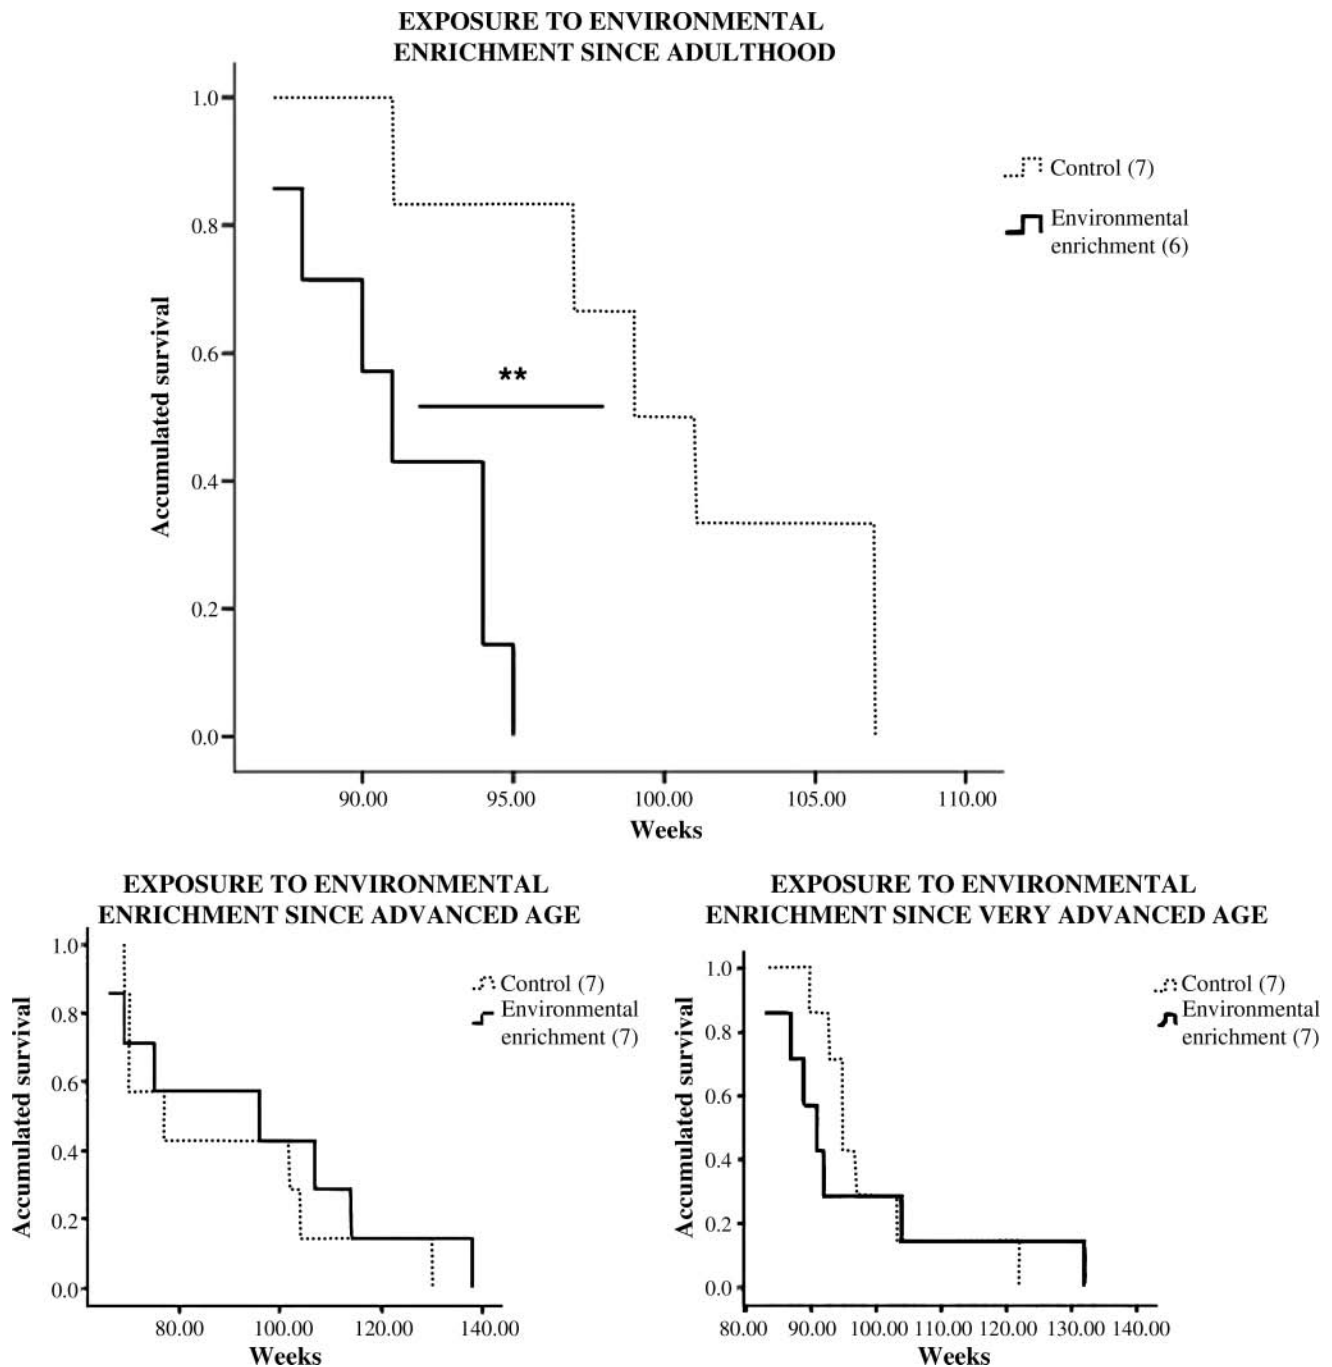 EXPOSURE TO ENVIRONMENTAL
ENRICHMENT SINCE ADULTHOOD
1.0
0.8
0.6
0.4
0.2
0.0
Accumulated survival
Control (7)
Environmental
enrichment (6)
**
90.00 95.00 100.00 105.00 110.00
Weeks
EXPOSURE TO ENVIRONMENTAL
ENRICHMENT SINCE ADVANCED AGE
1.0
0.8
0.6
0.4
0.2
0.0
Accumulated survival
Control (7)
Environmental
enrichment (7)
80.00 100.00 120.00 140.00
Weeks
EXPOSURE TO ENVIRONMENTAL
ENRICHMENT SINCE VERY ADVANCED AGE
1.0
0.8
0.6
0.4
0.2
0.0
Accumulated survival
Control (7)
Environmental
enrichment (7)
80.00 90.00 100.00 110.00 120.00 130.00 140.00
Weeks